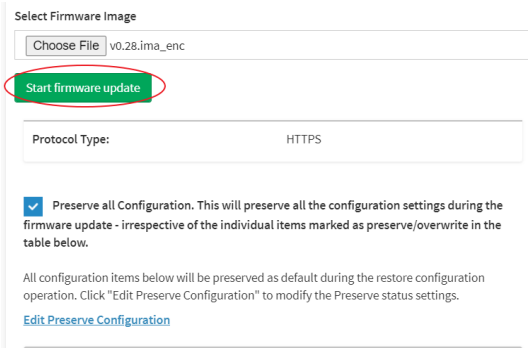 Select Firmware Image
Choose File v0.28.ima_enc
Start firmware update
Protocol Type: HTTPS
Preserve all Configuration. This will preserve all the configuration settings during the
firmware update - irrespective of the individual items marked as preserve/overwrite in the
table below.
All configuration items below will be preserved as default during the restore configuration
operation. Click "Edit Preserve Configuration" to modify the Preserve status settings.
Edit Preserve Configuration